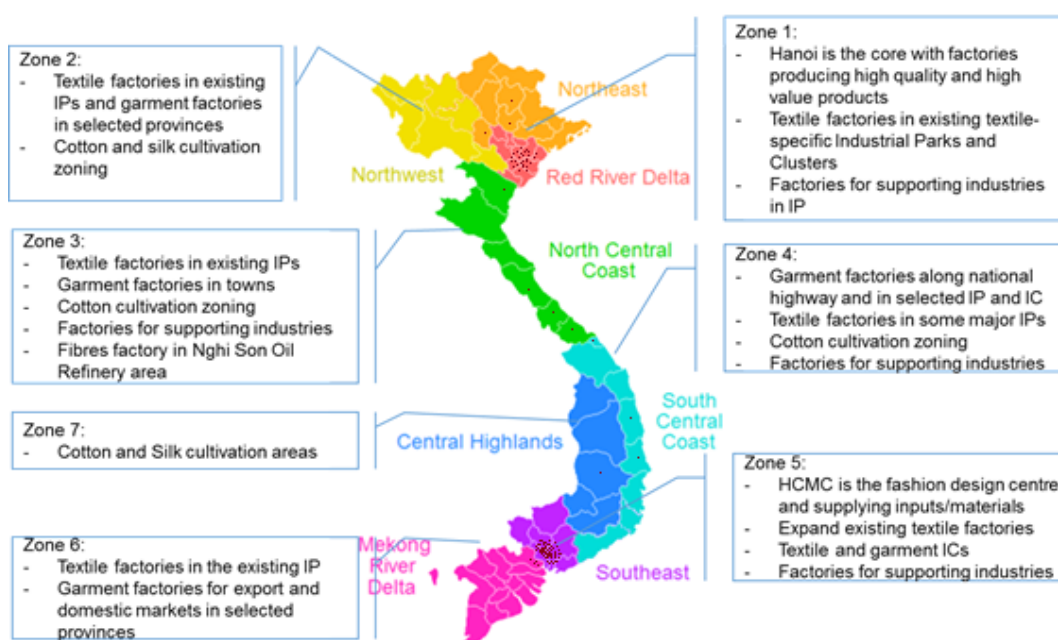 Zone 2:
- Textile factories in existing
IPs and garment factories
in selected provinces
- Cotton and silk cultivation
zoning
Zone 1:
- Hanoi is the core with factories
producing high quality and high
value products
- Textile factories in existing textile-
specific Industrial Parks and
Clusters
- Factories for supporting industries
in IP
Northeast
Northwest
Red River Delta
Zone 3:
- Textile factories in existing IPs
- Garment factories in towns
- Cotton cultivation zoning
- Factories for supporting industries
- Fibres factory in Nghi Son Oil
Refinery area
North Central
Coast
Zone 4:
- Garment factories along national
highway and in selected IP and IC
- Textile factories in some major IPs
- Cotton cultivation zoning
- Factories for supporting industries
Zone 7:
- Cotton and Silk cultivation areas
Central Highlands
South
Central
Coast
Zone 5:
- HCMC is the fashion design centre
and supplying inputs/materials
- Expand existing textile factories
- Textile and garment ICs
- Factories for supporting industries
Zone 6:
- Textile factories in the existing IP
- Garment factories for export and
domestic markets in selected
provinces
Mekong
River
Delta
Southeast